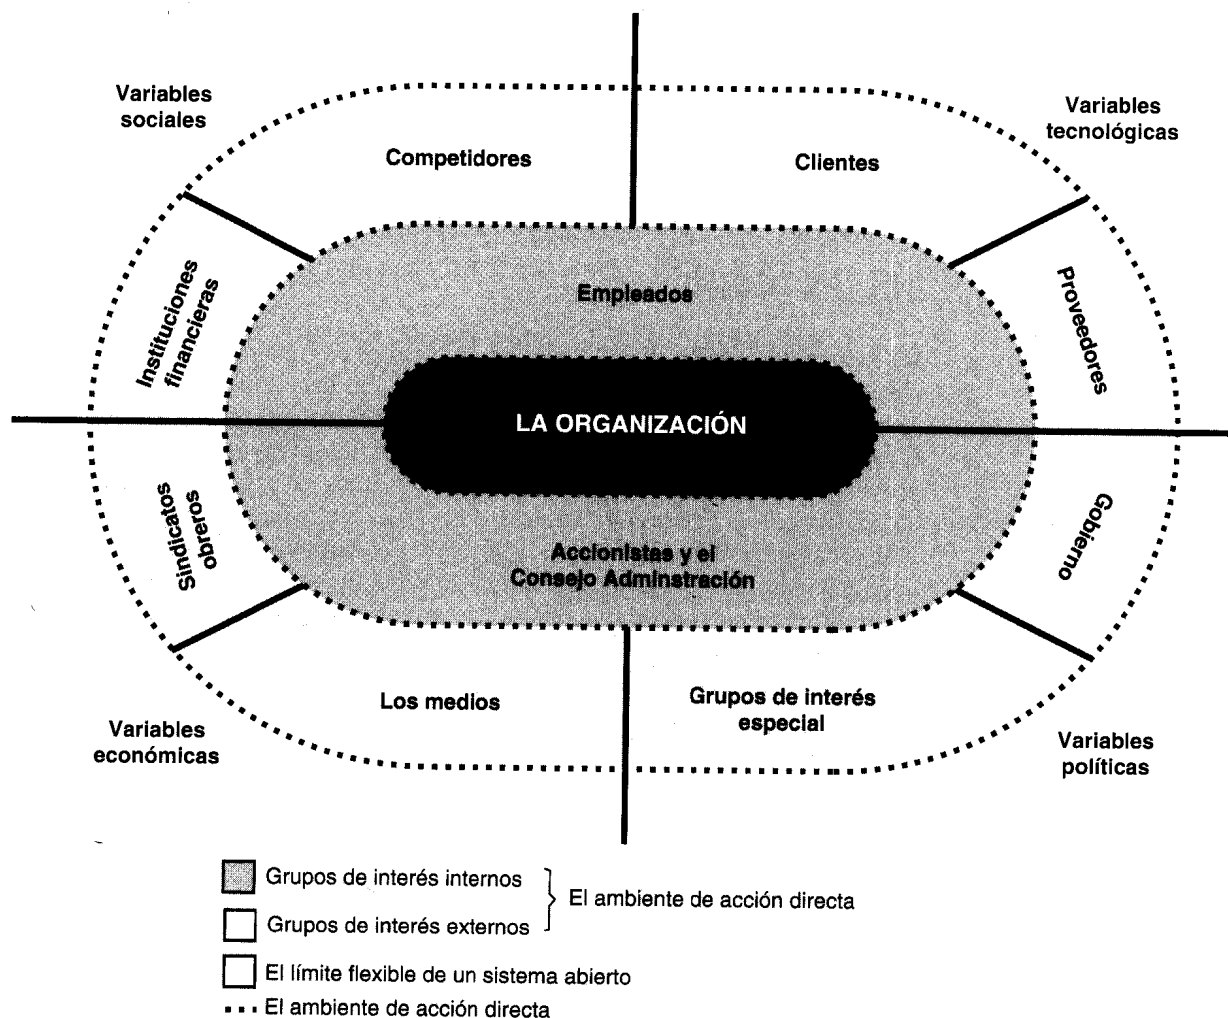 Variables
sociales
Variables
tecnológicas
Competidores
Clientes
Instituciones
financieras
Empleados
Proveedores
LA ORGANIZACIÓN
Sindicatos
obreros
Accionistas y el
Consejo Adminstración
Gobierno
Los medios
Grupos de interés
especial
Variables
económicas
Variables
políticas
Grupos de interés internos
El ambiente de acción directa
Grupos de interés externos
El límite flexible de un sistema abierto
El ambiente de acción directa